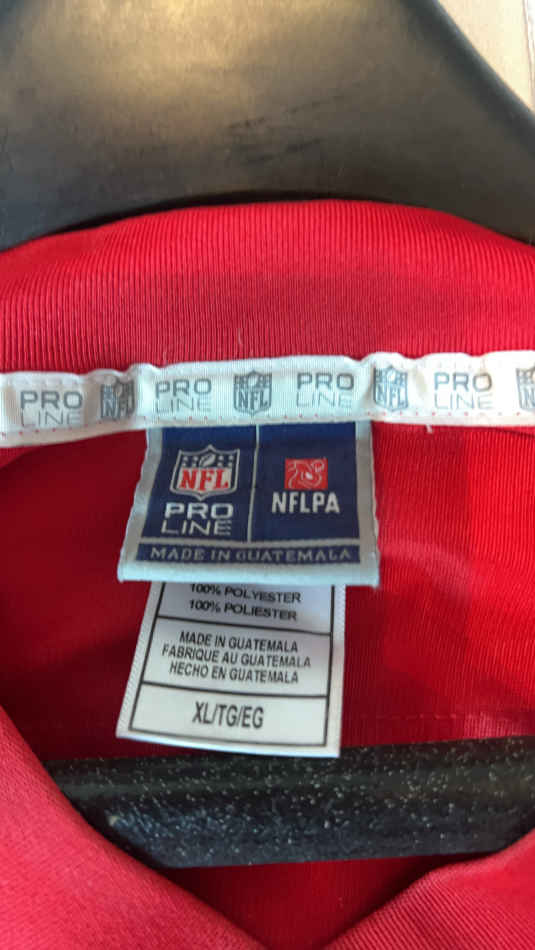 PRO LINE NFL PRO LINE NFL PRO LINE NFL PRO LINE
NFL
PRO
LINE
NFLPA
MADE IN GUATEMALA
100% POLYESTER
100% POLIESTER
MADE IN GUATEMALA
FABRIQUE AU GUATEMALA
HECHO EN GUATEMALA
XL/TG/EG